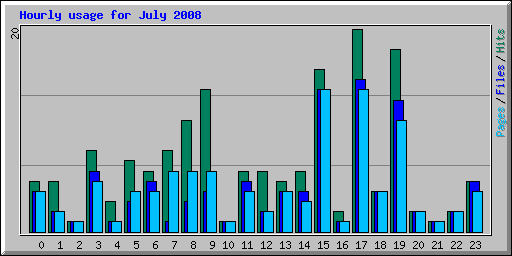 Hourly usage for July 2008
20
Pages / Files / Hits
0 1 2 3 4 5 6 7 8 9 10 11 12 13 14 15 16 17 18 19 20 21 22 23